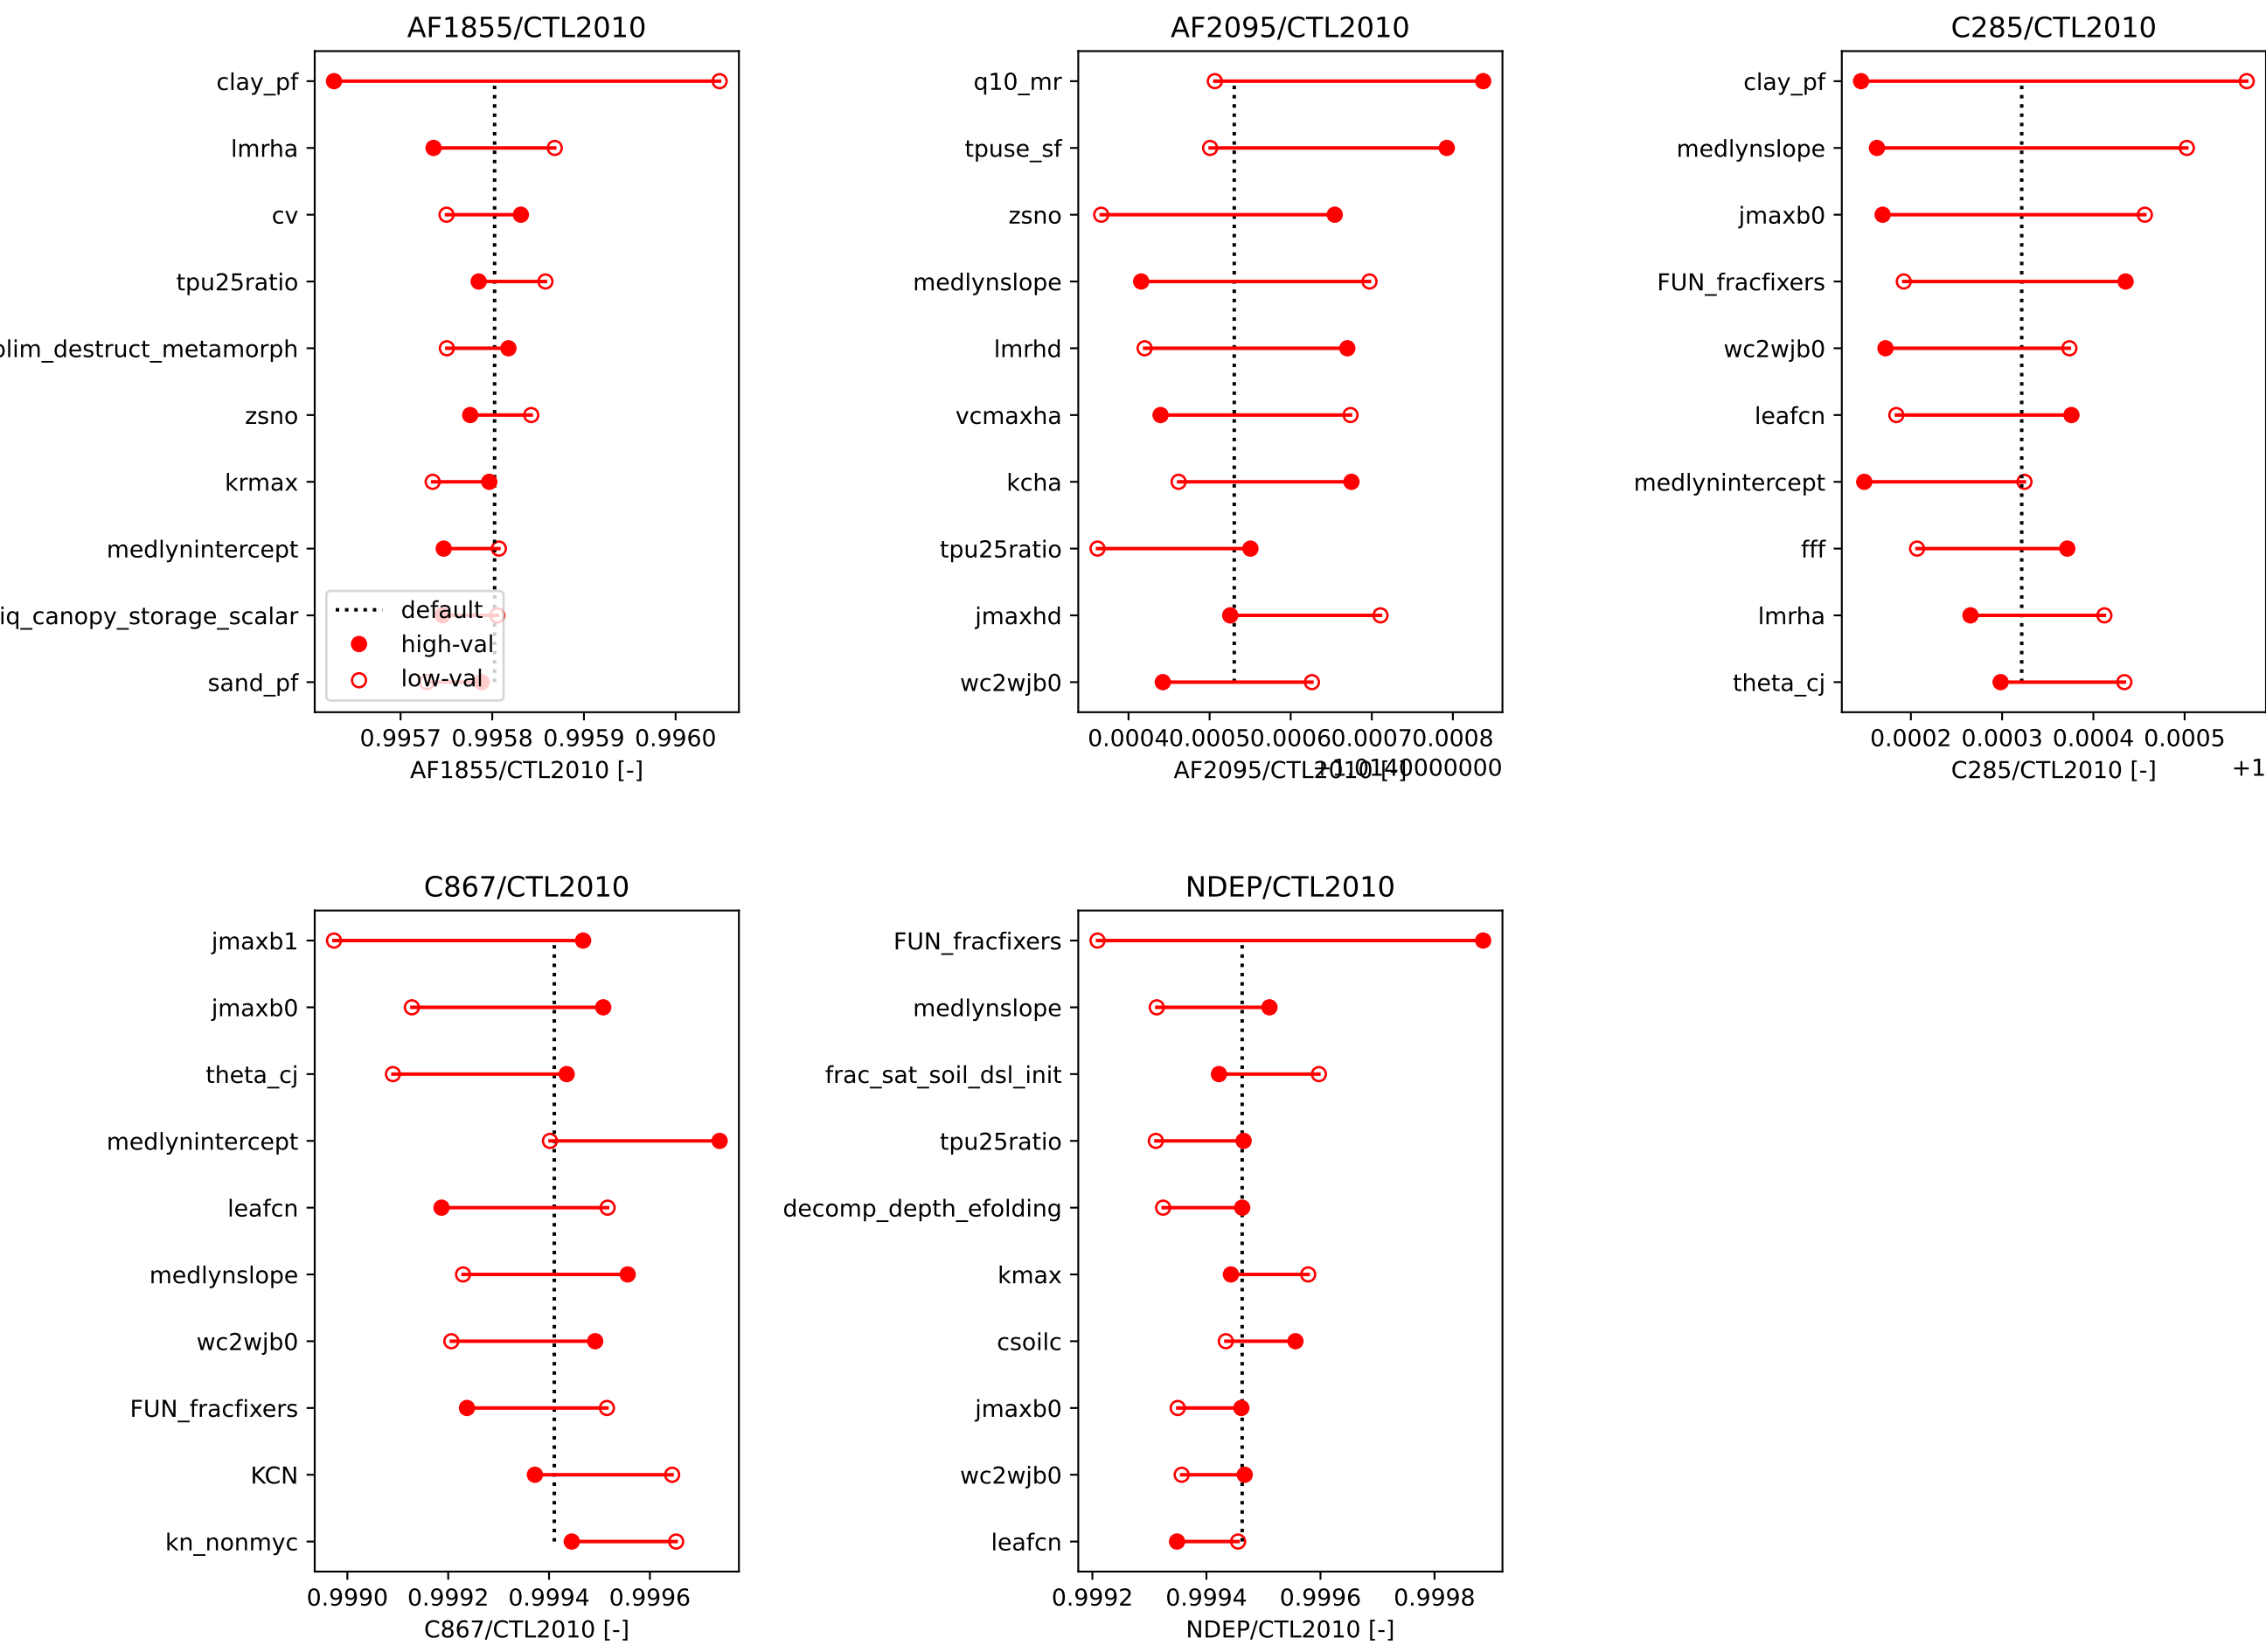 AF1855/CTL2010
clay_pf
lmrha
cv
tpu25ratio
lim_destruct_metamorph
zsno
krmax
medlynintercept
iq_canopy_storage_scalar
sand_pf
default
high-val
low-val
0.9957 0.9958 0.9959 0.9960
AF1855/CTL2010 [-]
AF2095/CTL2010
q10_mr
tpuse_sf
zsno
medlynslope
lmrhd
vcmaxha
kcha
tpu25ratio
jmaxhd
wc2wjb0
0.0004 0.0005 0.0006 0.0007 0.0008
+1.0140000000
AF2095/CTL2010 [-]
C285/CTL2010
clay_pf
medlynslope
jmaxb0
FUN_fracfixers
wc2wjb0
leafcn
medlynintercept
fff
lmrha
theta_cj
0.0002 0.0003 0.0004 0.0005
+1
C285/CTL2010 [-]
C867/CTL2010
jmaxb1
jmaxb0
theta_cj
medlynintercept
leafcn
medlynslope
wc2wjb0
FUN_fracfixers
KCN
kn_nonmyc
0.9990 0.9992 0.9994 0.9996
C867/CTL2010 [-]
NDEP/CTL2010
FUN_fracfixers
medlynslope
frac_sat_soil_dsl_init
tpu25ratio
decomp_depth_efolding
kmax
csoilc
jmaxb0
wc2wjb0
leafcn
0.9992 0.9994 0.9996 0.9998
NDEP/CTL2010 [-]